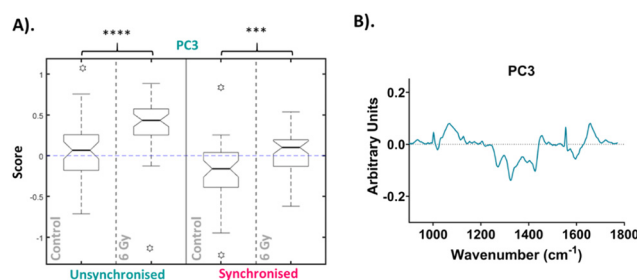 A).
****
PC3
***
Score
1
0.5
0
-0.5
-1
Control
6 Gy
Control
6 Gy
Unsynchronised
Synchronised
B).
PC3
Arbitrary Units
0.2
0.0
-0.2
1000 1200 1400 1600 1800
Wavenumber (cm⁻¹)